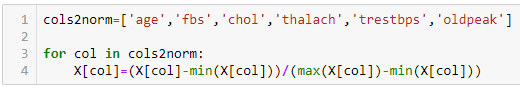 1 cols2norm=['age','fbs','chol','thalach','trestbps','oldpeak']
2
3 for col in cols2norm:
4     X[col]=(X[col]-min(X[col]))/(max(X[col])-min(X[col]))